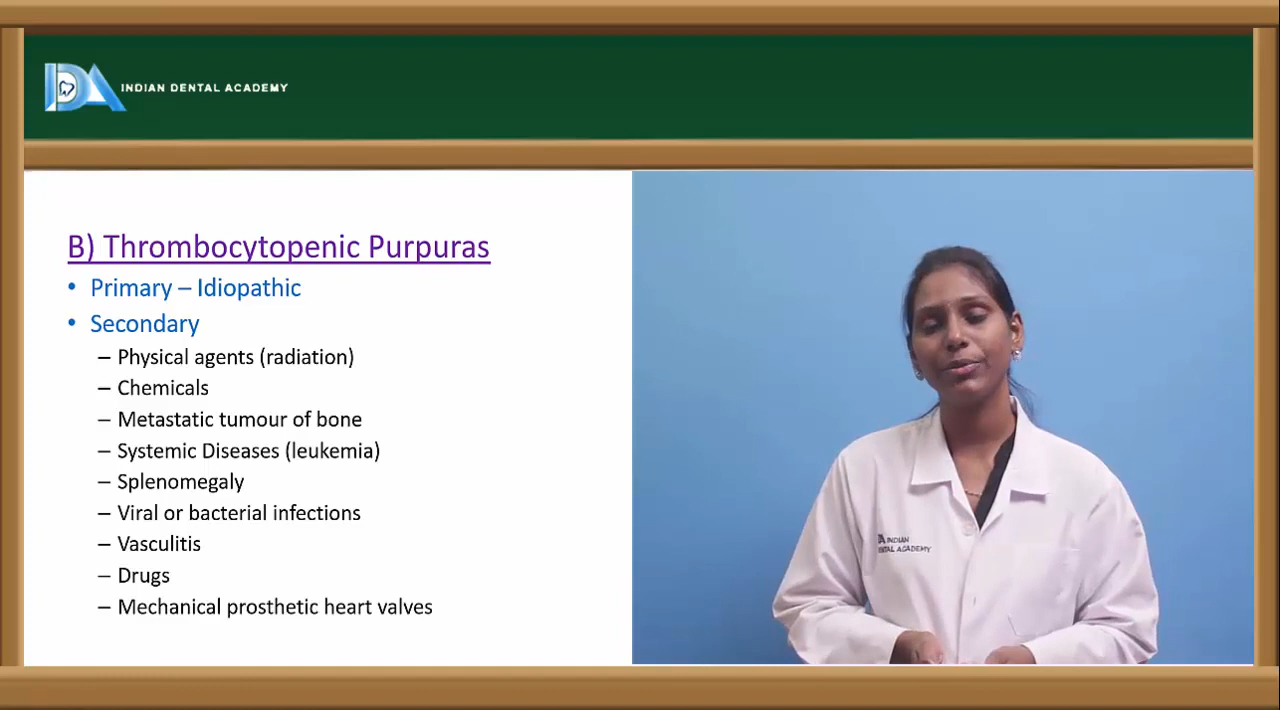 INDIAN DENTAL ACADEMY
B) Thrombocytopenic Purpuras
• Primary – Idiopathic
• Secondary
– Physical agents (radiation)
– Chemicals
– Metastatic tumour of bone
– Systemic Diseases (leukemia)
– Splenomegaly
– Viral or bacterial infections
– Vasculitis
– Drugs
– Mechanical prosthetic heart valves
INDIAN
DENTAL ACADEMY